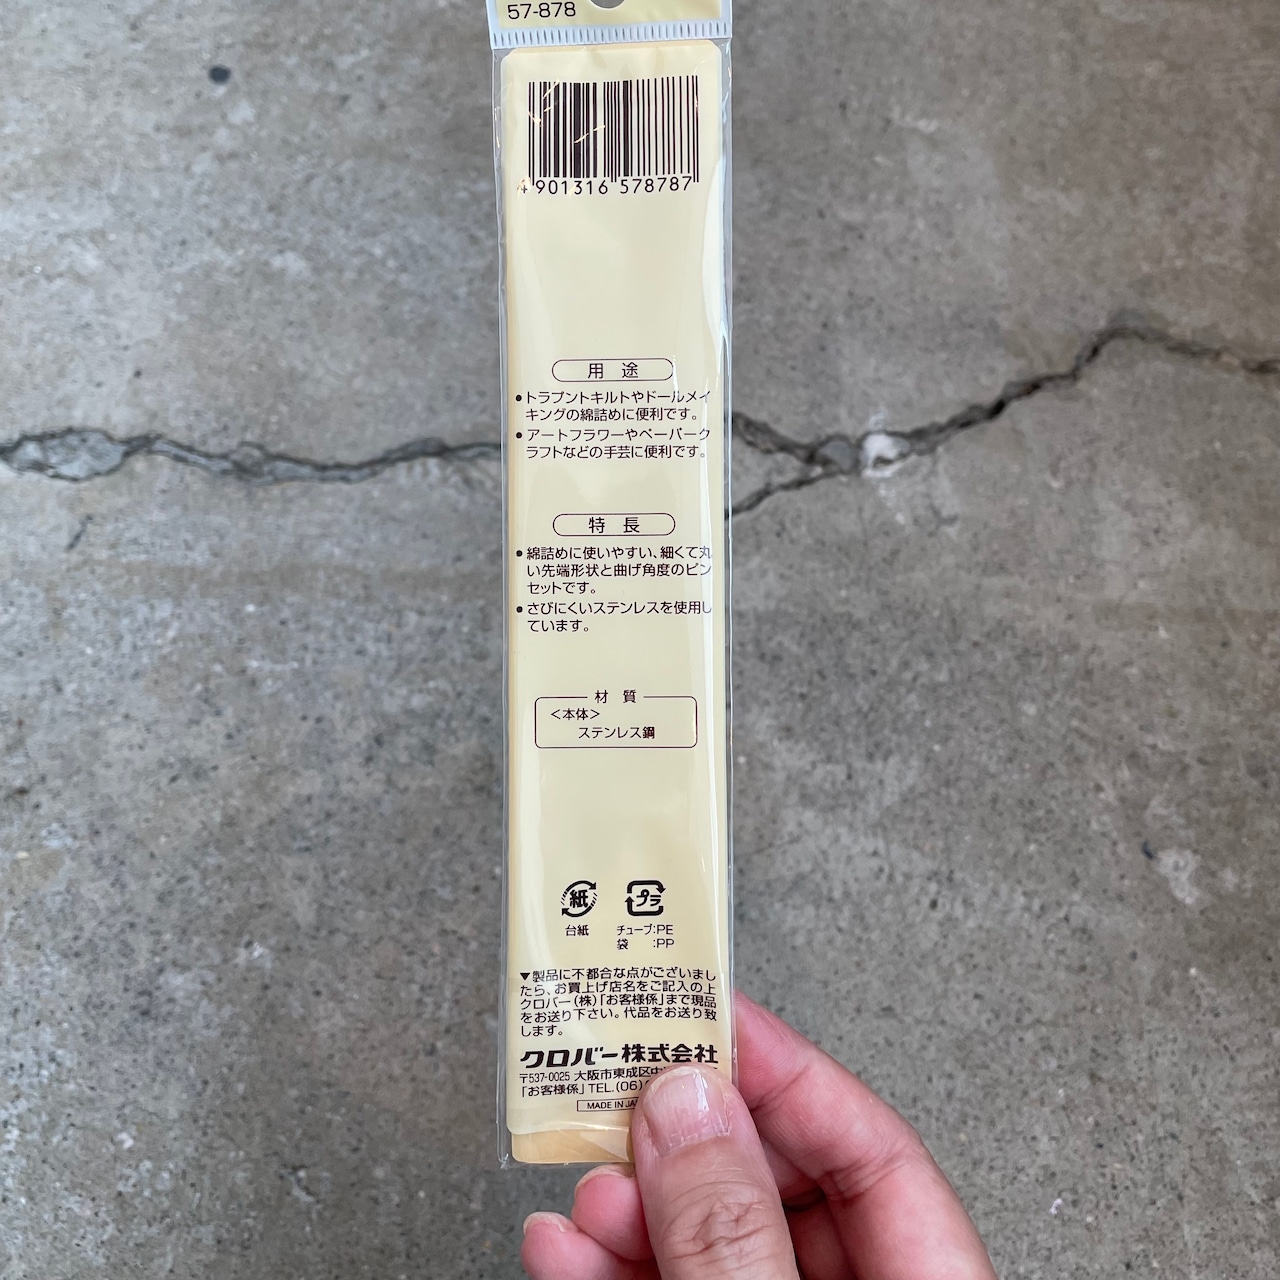 57-878
4 901316 578787
用途
●トラプントキルトやドールメイ
キングの綿詰めに便利です。
●アートフラワーやペーパーク
ラフトなどの手芸に便利です。
特長
●綿詰めに使いやすい、細くて丸
い先端形状と曲げ角度のピン
セットです。
●さびにくいステンレスを使用し
ています。
材質
<本体>
ステンレス鋼
紙 プラ
台紙 チューブ:PE
袋 :PP
▼製品に不都合な点がございまし
たら、お買上げ店名をご記入の上
クロバー(株)「お客様係」まで現品
をお送り下さい。代品をお送り致
します。
クロバー株式会社
〒537-0025 大阪市東成区中
「お客様係」TEL.(06)
MADE IN